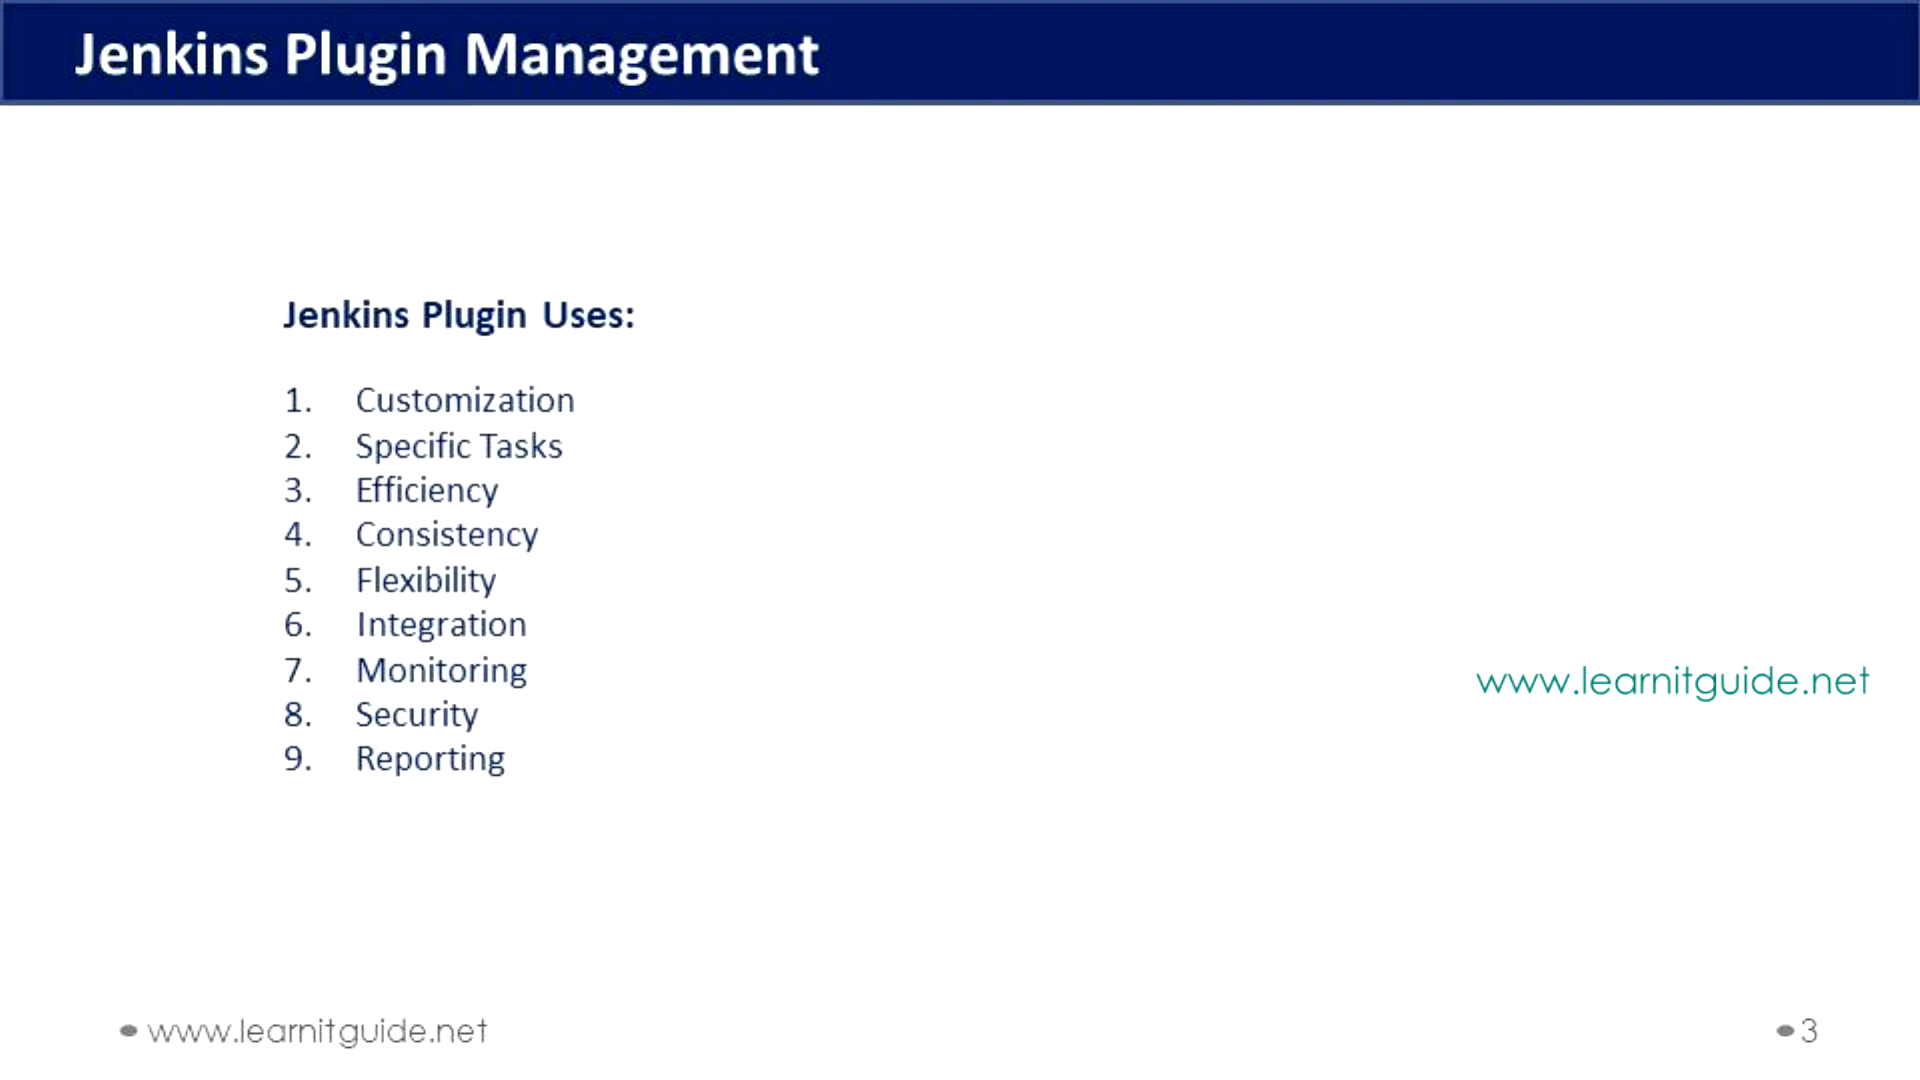 Jenkins Plugin Management
Jenkins Plugin Uses:
1. Customization
2. Specific Tasks
3. Efficiency
4. Consistency
5. Flexibility
6. Integration
7. Monitoring
8. Security
9. Reporting
www.learnitguide.net
• www.learnitguide.net
• 3